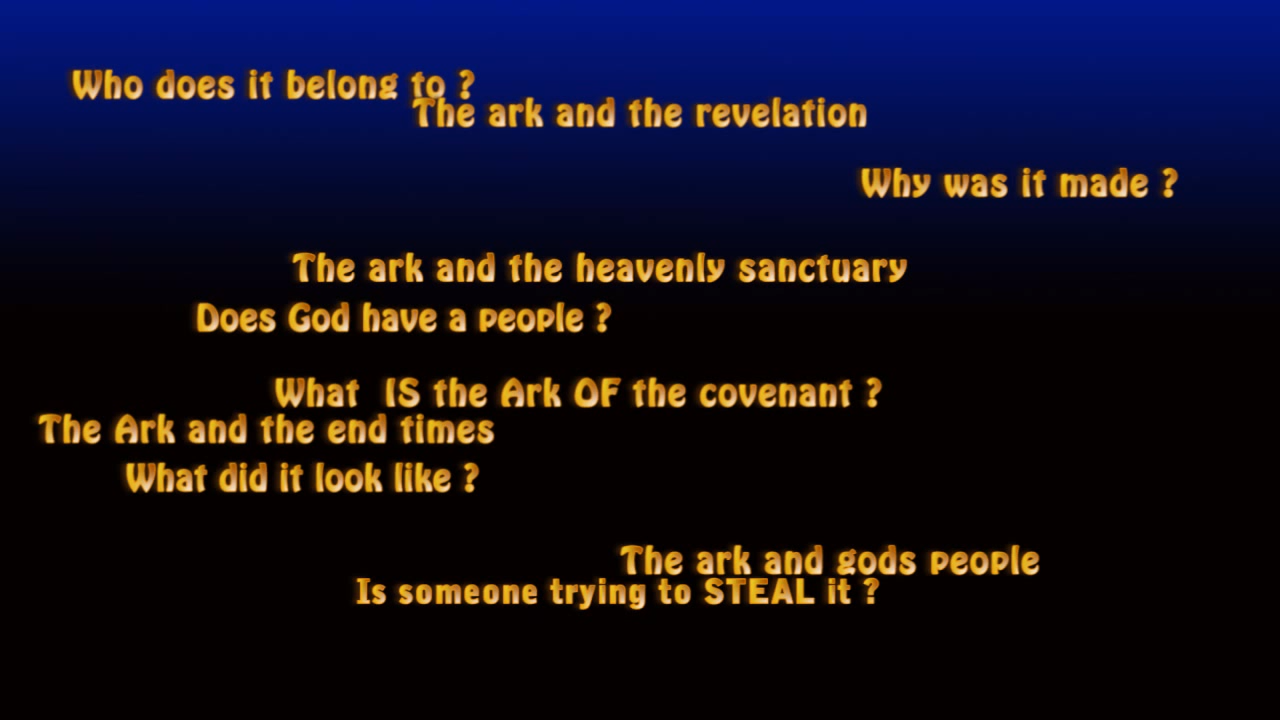 Who does it belong to ?
The ark and the revelation
Why was it made ?
The ark and the heavenly sanctuary
Does God have a people ?
What IS the Ark OF the covenant ?
The Ark and the end times
What did it look like ?
The ark and gods people
Is someone trying to STEAL it ?